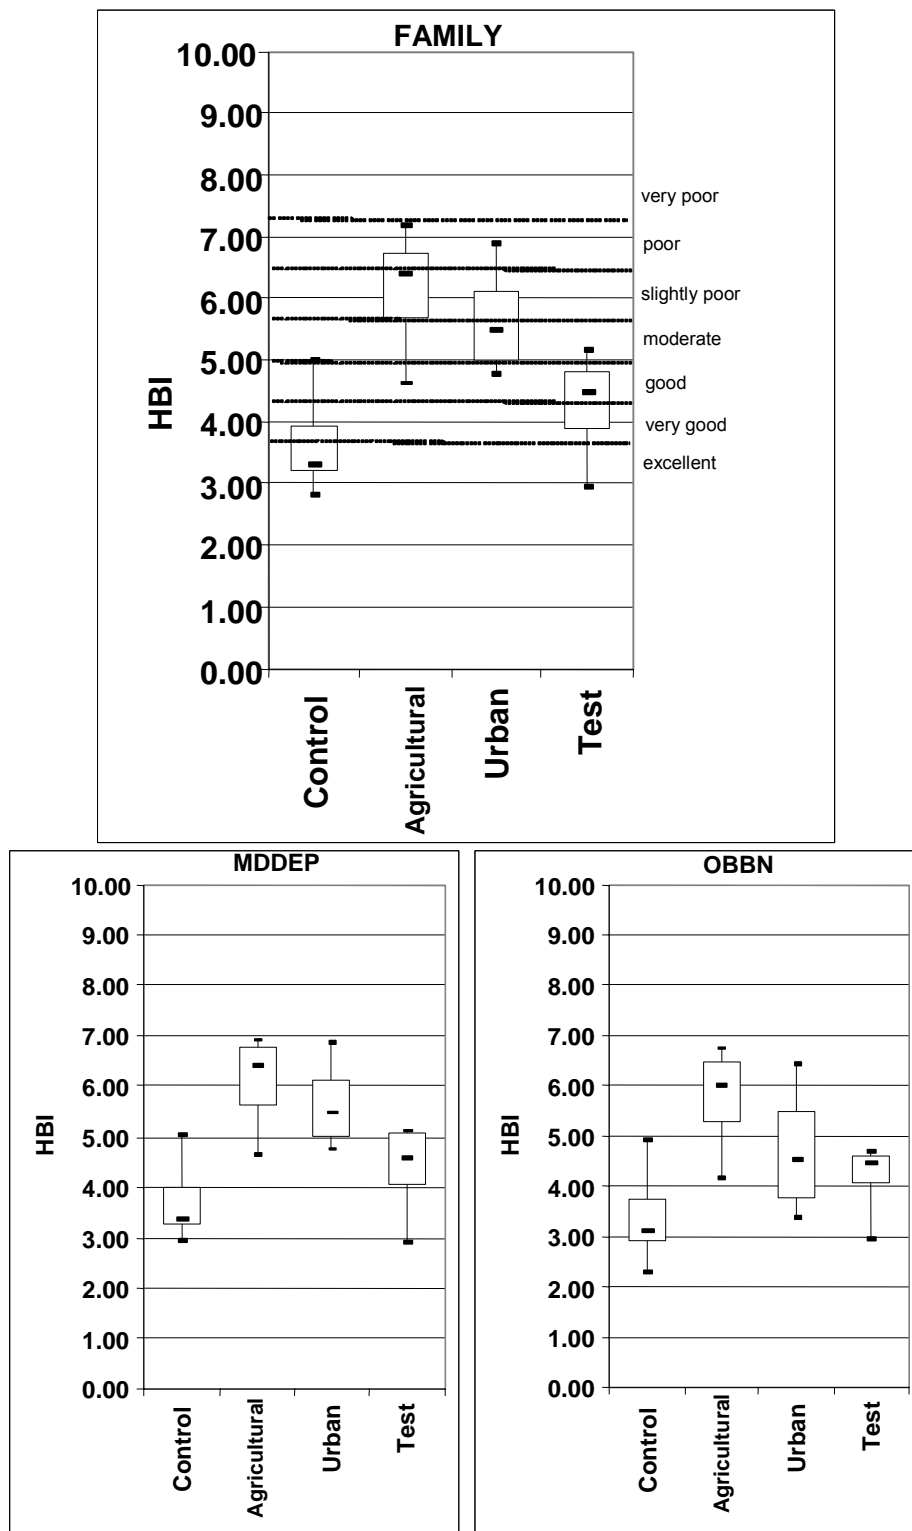 FAMILY
10.00
9.00
8.00
7.00
6.00
5.00
4.00
3.00
2.00
1.00
0.00
HBI
very poor
poor
slightly poor
moderate
good
very good
excellent
Control
Agricultural
Urban
Test
MDDEP
10.00
9.00
8.00
7.00
6.00
5.00
4.00
3.00
2.00
1.00
0.00
HBI
Control
Agricultural
Urban
Test
OBBN
10.00
9.00
8.00
7.00
6.00
5.00
4.00
3.00
2.00
1.00
0.00
HBI
Control
Agricultural
Urban
Test